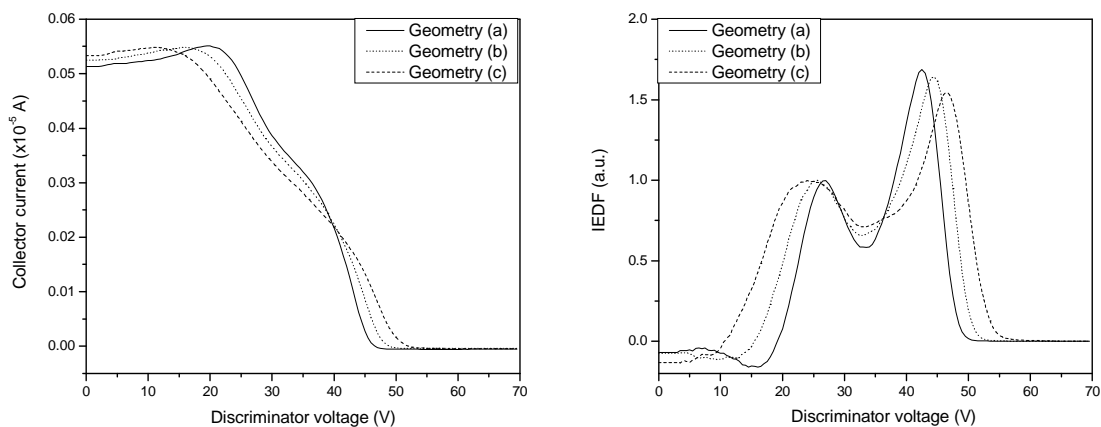 0.06
0.05
0.04
0.03
0.02
0.01
0.00
Collector current (x10⁻⁵ A)
Geometry (a)
Geometry (b)
Geometry (c)
0 10 20 30 40 50 60 70
Discriminator voltage (V)
2.0
1.5
1.0
0.5
0.0
IEDF (a.u.)
Geometry (a)
Geometry (b)
Geometry (c)
0 10 20 30 40 50 60 70
Discriminator voltage (V)